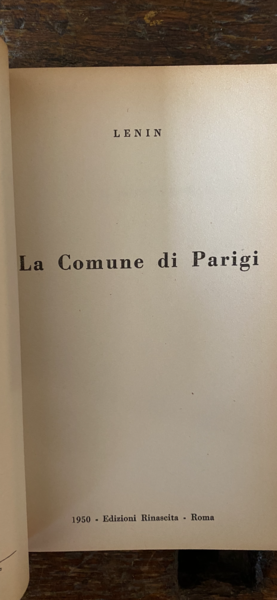 LENIN
La Comune di Parigi
1950 - Edizioni Rinascita - Roma